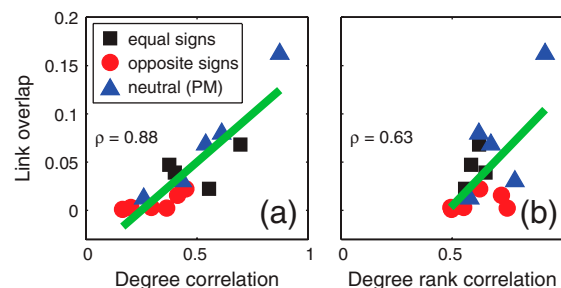 0.2
0.15
0.1
0.05
0
Link overlap
equal signs
opposite signs
neutral (PM)
ρ = 0.88
(a)
0
0.5
1
Degree correlation
ρ = 0.63
(b)
0
0.5
Degree rank correlation